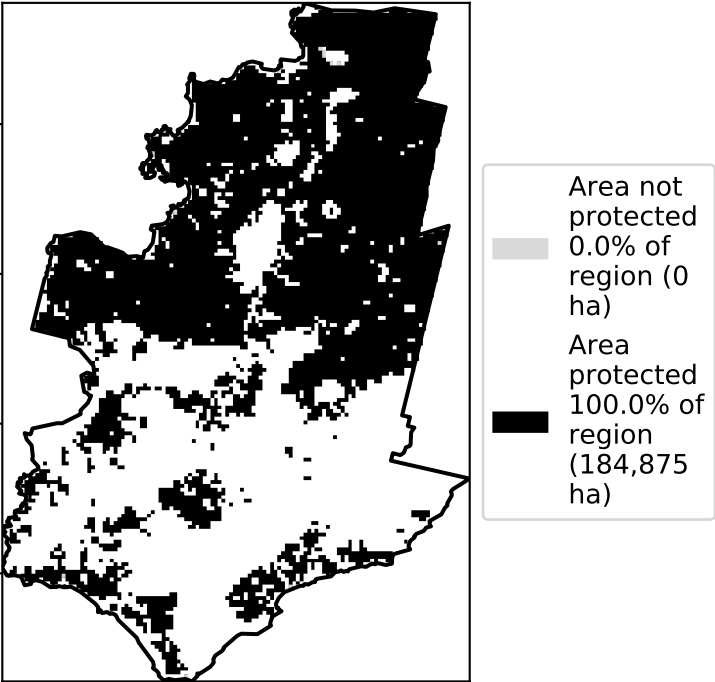 Area not
protected
0.0% of
region (0
ha)
Area
protected
100.0% of
region
(184,875
ha)